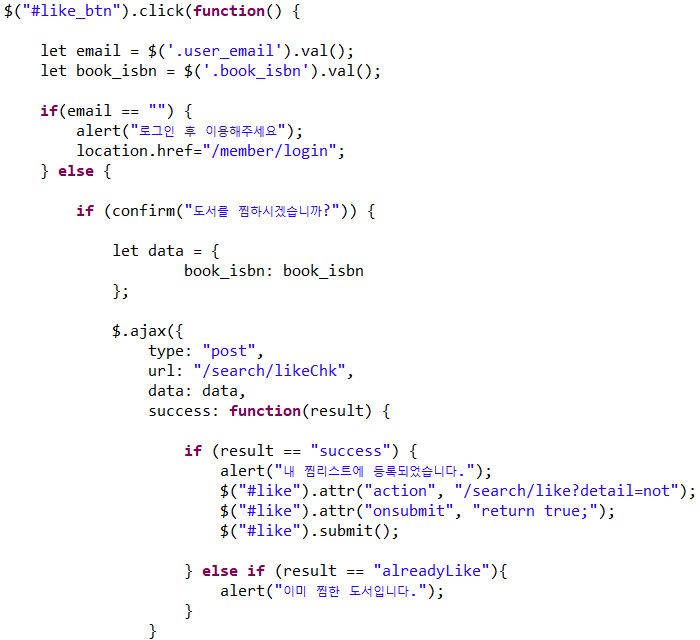 $("#like_btn").click(function() {
let email = $('.user_email').val();
let book_isbn = $('.book_isbn').val();
if(email == "") {
alert("로그인 후 이용해주세요");
location.href="/member/login";
} else {
if (confirm("도서를 찜하시겠습니까?")) {
let data = {
book_isbn: book_isbn
};
$.ajax({
type: "post",
url: "/search/likeChk",
data: data,
success: function(result) {
if (result == "success") {
alert("내 찜리스트에 등록되었습니다.");
$("#like").attr("action", "/search/like?detail=not");
$("#like").attr("onsubmit", "return true;");
$("#like").submit();
} else if (result == "alreadyLike"){
alert("이미 찜한 도서입니다.");
}
}